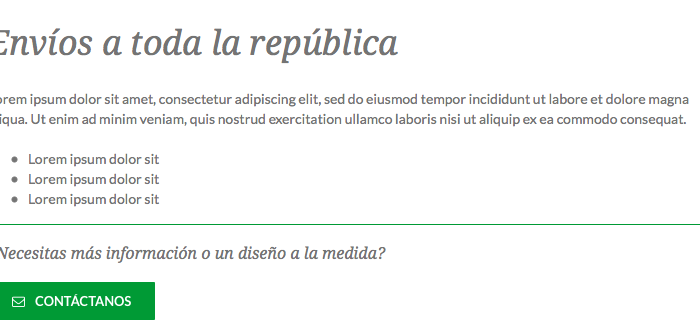 Envíos a toda la república
orem ipsum dolor sit amet, consectetur adipiscing elit, sed do eiusmod tempor incididunt ut labore et dolore magna
iqua. Ut enim ad minim veniam, quis nostrud exercitation ullamco laboris nisi ut aliquip ex ea commodo consequat.
• Lorem ipsum dolor sit
• Lorem ipsum dolor sit
• Lorem ipsum dolor sit
Necesitas más información o un diseño a la medida?
CONTÁCTANOS